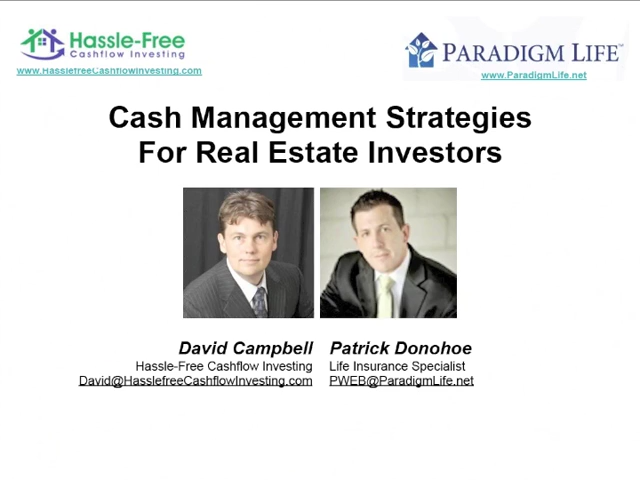 Hassle-Free
Cashflow Investing
www.HasslefreeCashflowInvesting.com
PARADIGM LIFE™
www.ParadigmLife.net
Cash Management Strategies
For Real Estate Investors
David Campbell
Hassle-Free Cashflow Investing
David@HasslefreeCashflowInvesting.com
Patrick Donohoe
Life Insurance Specialist
PWEB@ParadigmLife.net